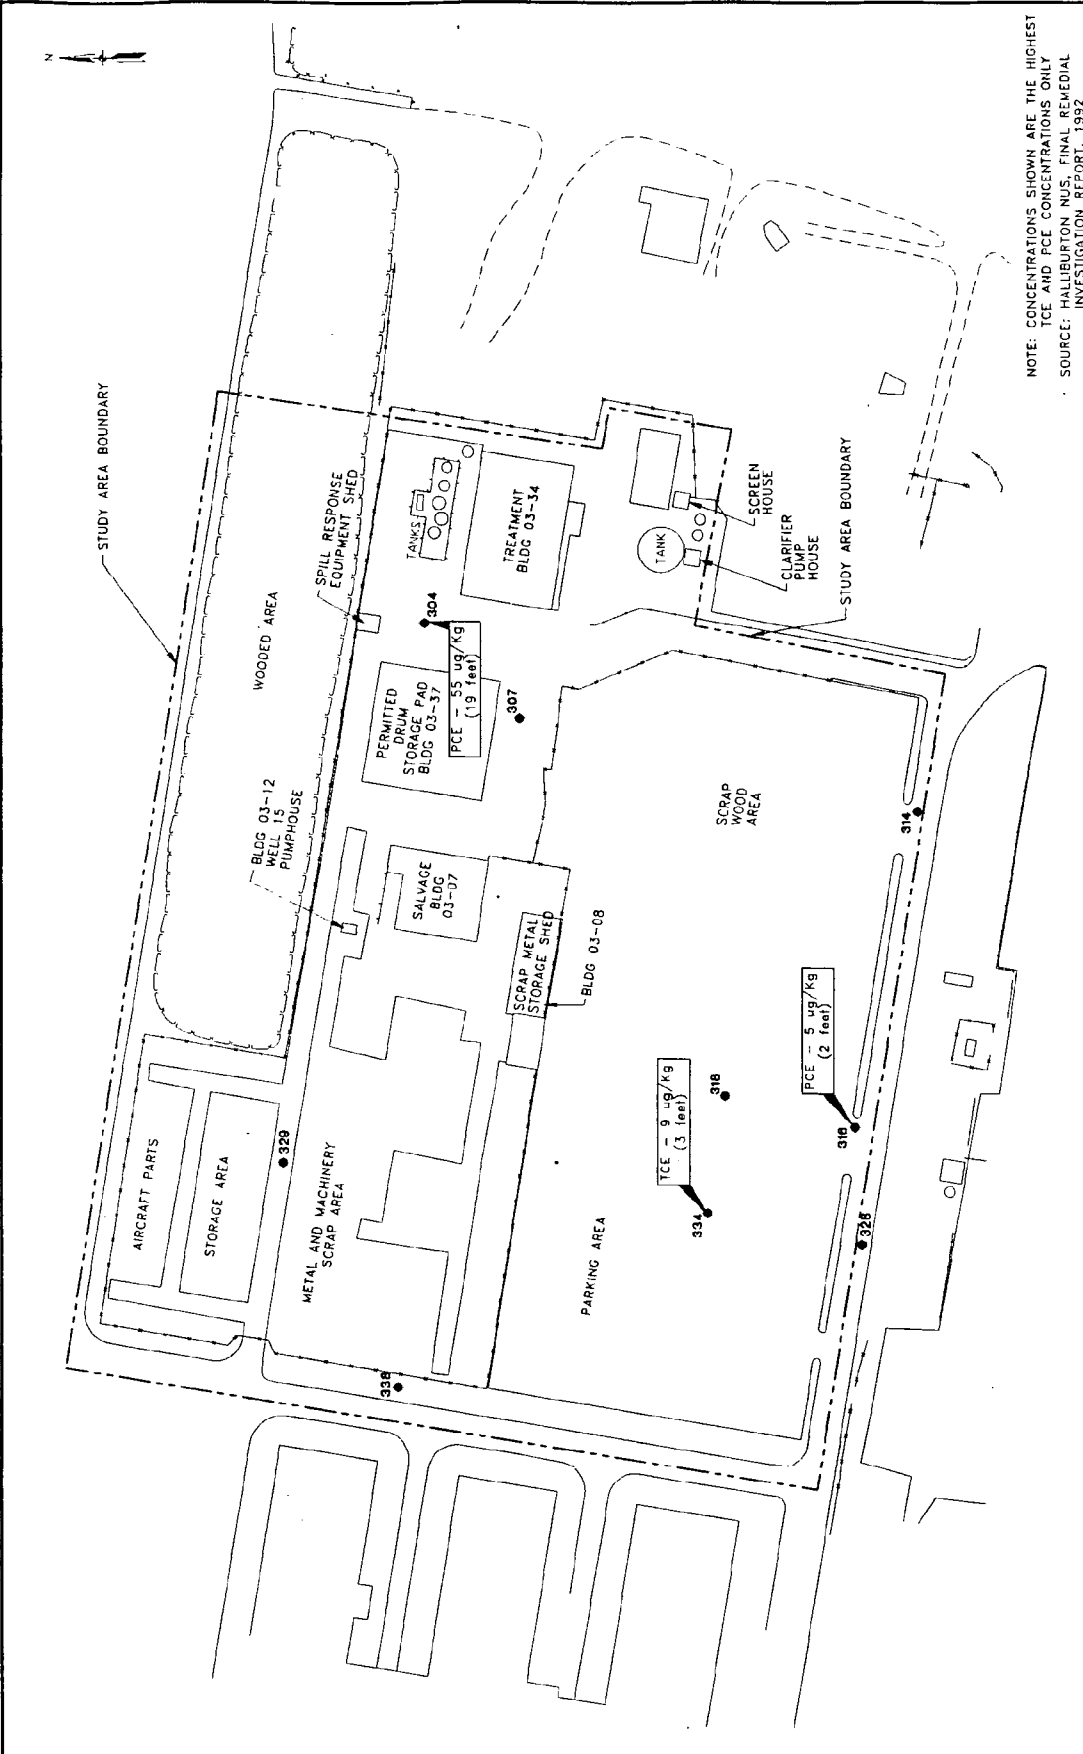 N
STUDY AREA BOUNDARY
WOODED AREA
SPILL RESPONSE
EQUIPMENT SHED
TANKS
TREATMENT
BLDG 03-34
304
PCE - 55 ug/Kg
(19 feet)
PERMITTED
DRUM
STORAGE PAD
BLDG 03-37
307
BLDG 03-12
WELL 15
PUMPHOUSE
SALVAGE
BLDG
03-07
SCRAP METAL
STORAGE SHED
BLDG 03-08
AIRCRAFT PARTS
STORAGE AREA
329
METAL AND MACHINERY
SCRAP AREA
338
PARKING AREA
TCE - 9 ug/Kg
(3 feet)
334
318
PCE - 5 ug/Kg
(2 feet)
316
326
SCRAP
WOOD
AREA
314
TANK
SCREEN
HOUSE
CLARIFIER
PUMP
HOUSE
STUDY AREA BOUNDARY
NOTE: CONCENTRATIONS SHOWN ARE THE HIGHEST
TCE AND PCE CONCENTRATIONS ONLY
SOURCE: HALLIBURTON NUS, FINAL REMEDIAL
INVESTIGATION REPORT, 1992